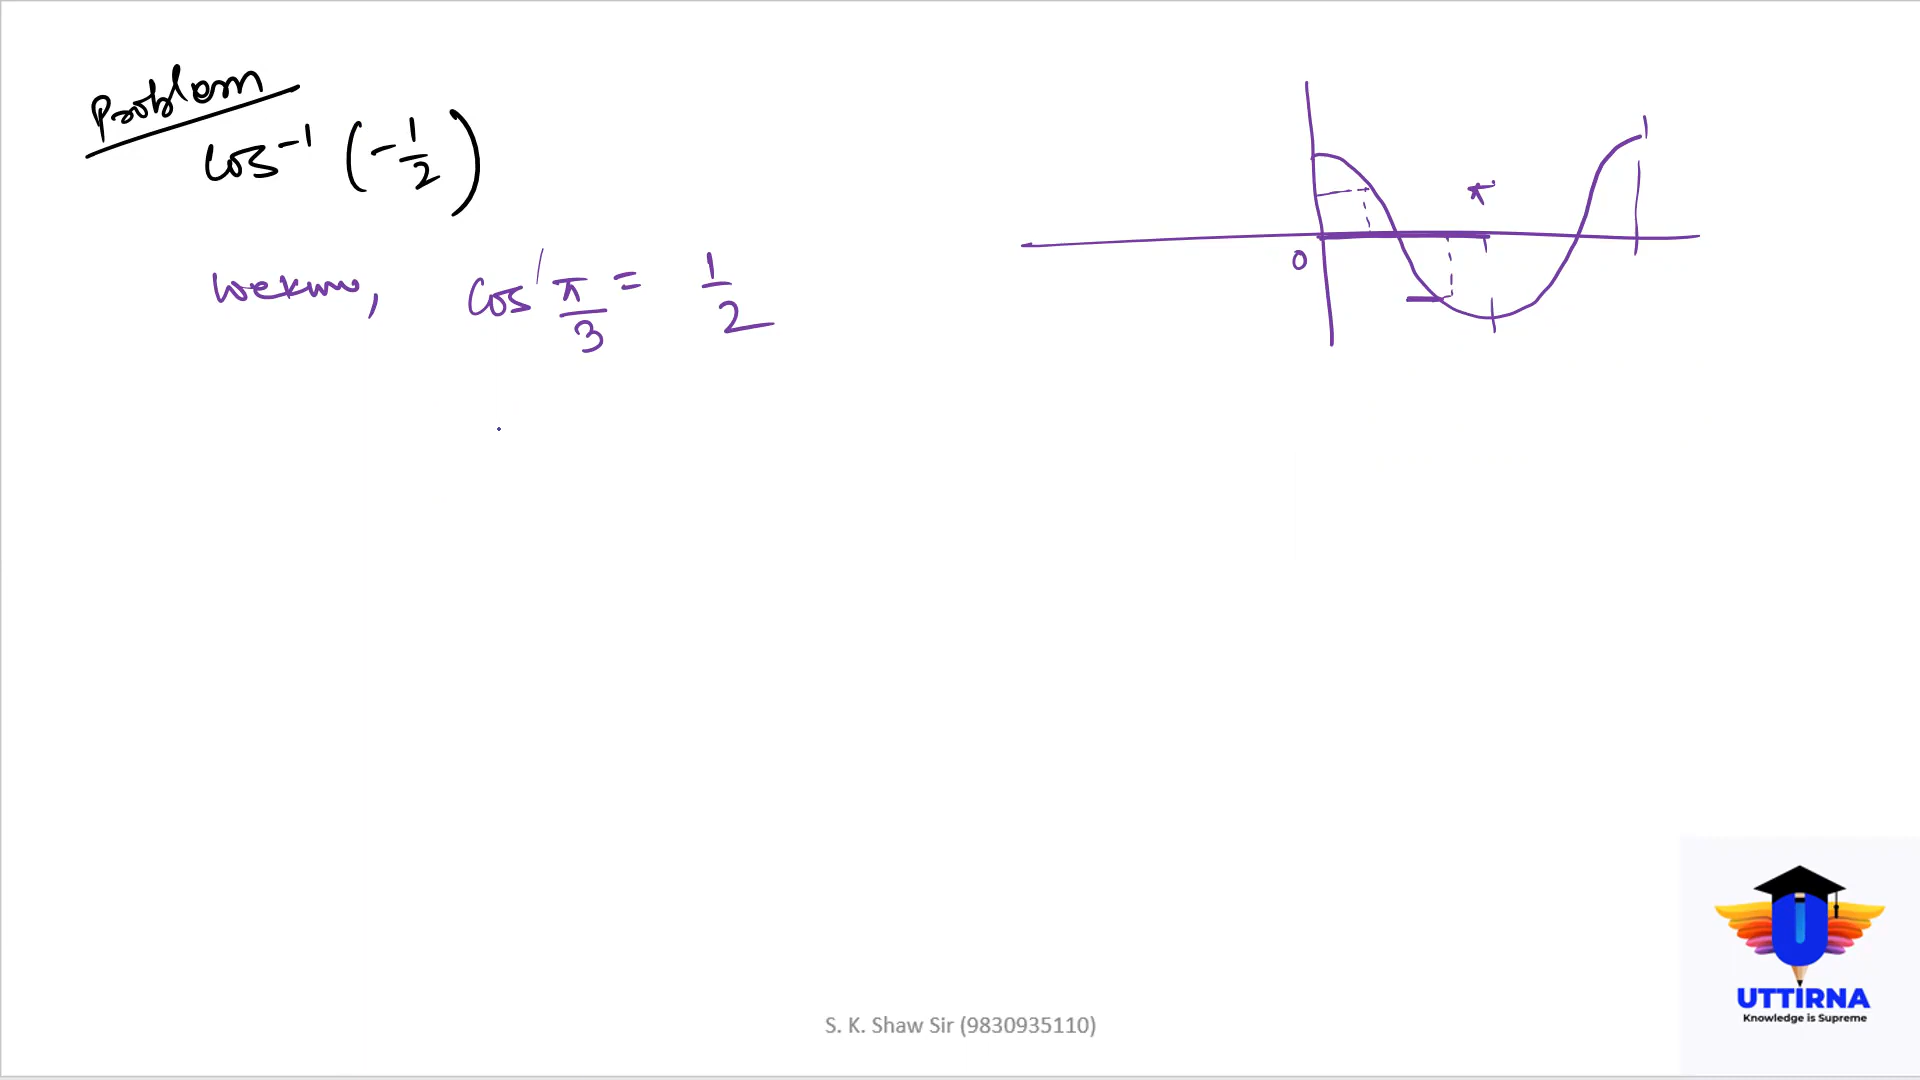 Problem
cos⁻¹ (-1/2)
We know, cos π/3 = 1/2
1
π
0
S. K. Shaw Sir (9830935110)
U
UTTIRNA
Knowledge is Supreme